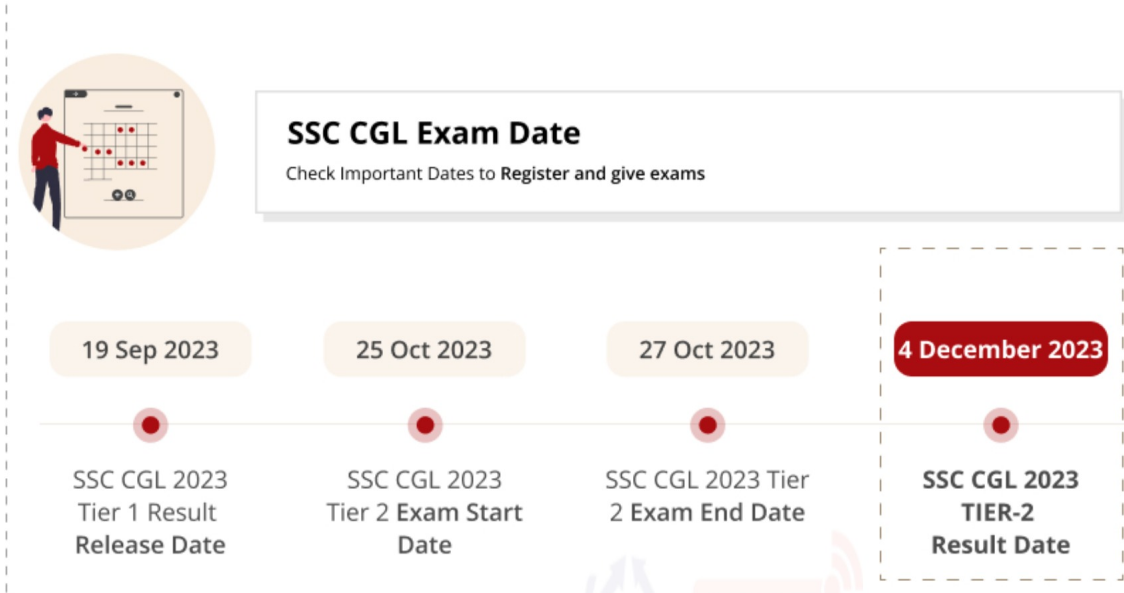 SSC CGL Exam Date
Check Important Dates to Register and give exams
19 Sep 2023
25 Oct 2023
27 Oct 2023
4 December 2023
SSC CGL 2023
Tier 1 Result
Release Date
SSC CGL 2023
Tier 2 Exam Start
Date
SSC CGL 2023 Tier
2 Exam End Date
SSC CGL 2023
TIER-2
Result Date